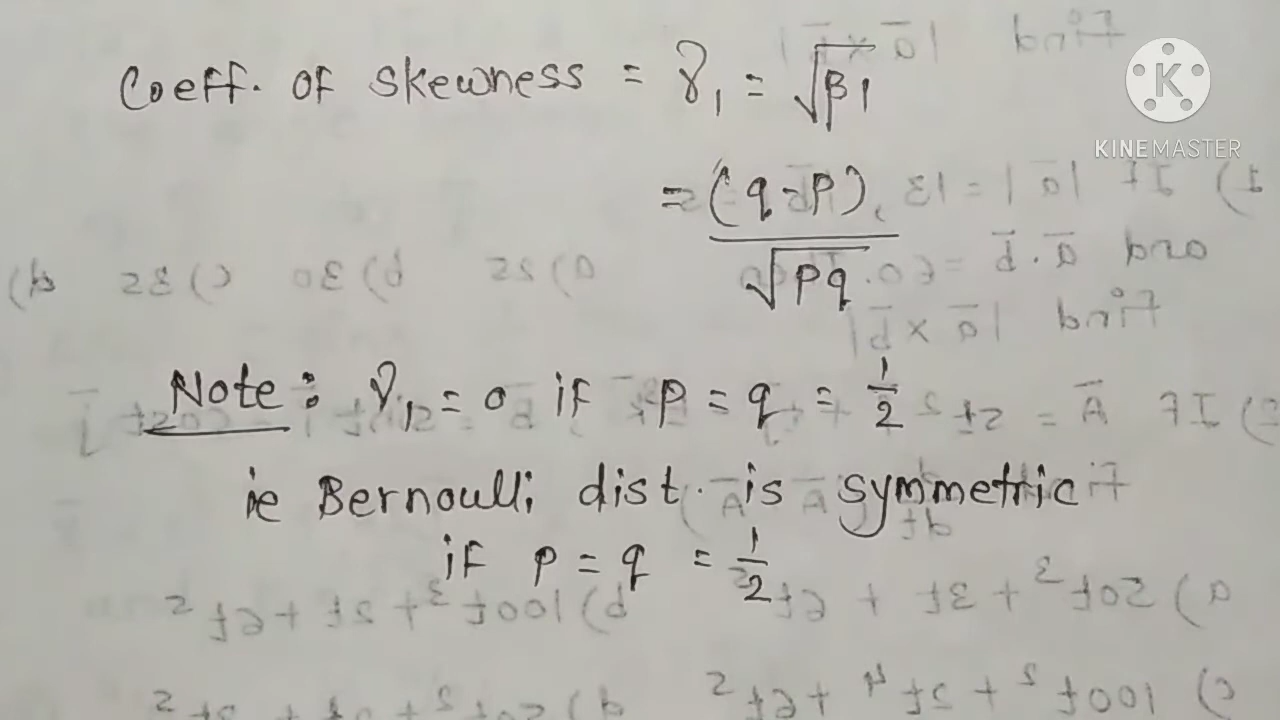 Coeff. of skewness = γ₁ = √β₁
KINEMASTER
= (q-p) / √pq
Note: γ₁ = 0 if p = q = 1/2
ie Bernoulli dist. is symmetric
if p = q = 1/2